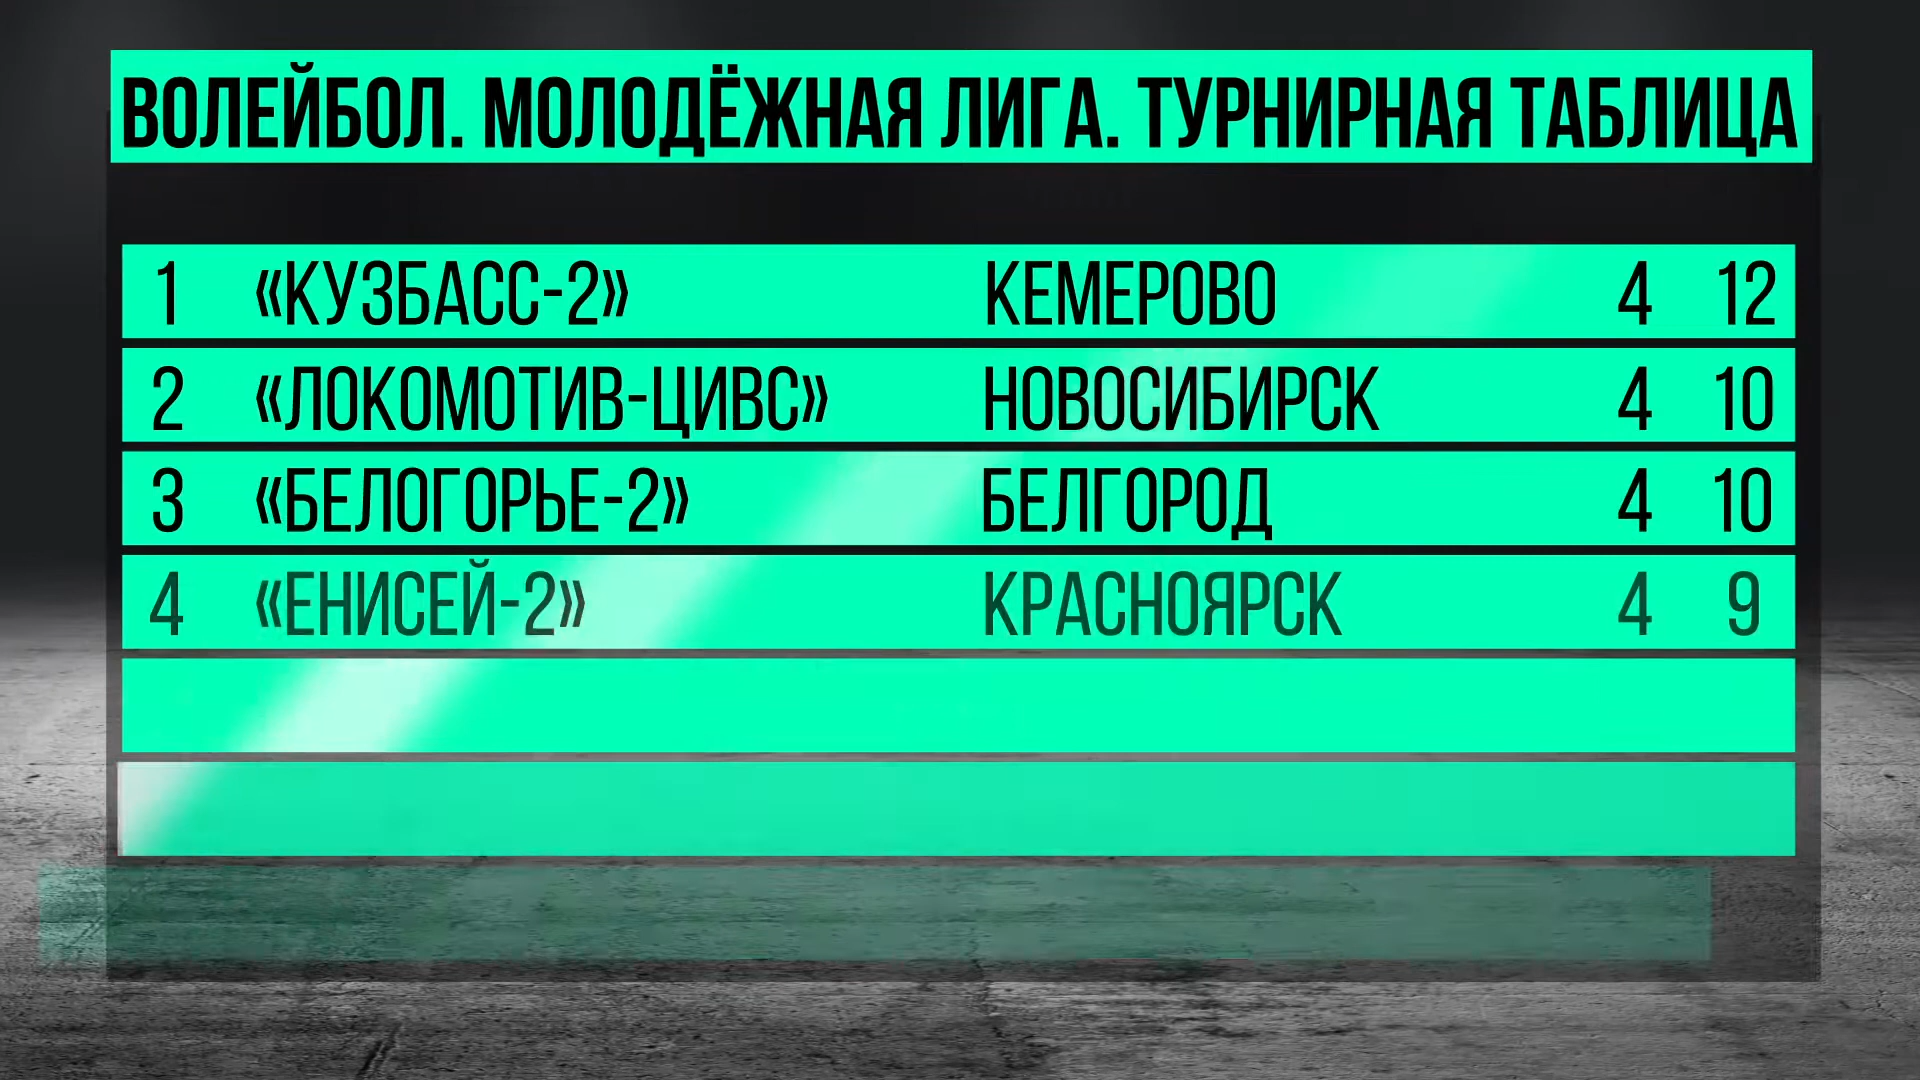 ВОЛЕЙБОЛ. МОЛОДЁЖНАЯ ЛИГА. ТУРНИРНАЯ ТАБЛИЦА
1 «КУЗБАСС-2» КЕМЕРОВО 4 12
2 «ЛОКОМОТИВ-ЦИВС» НОВОСИБИРСК 4 10
3 «БЕЛОГОРЬЕ-2» БЕЛГОРОД 4 10
4 «ЕНИСЕЙ-2» КРАСНОЯРСК 4 9